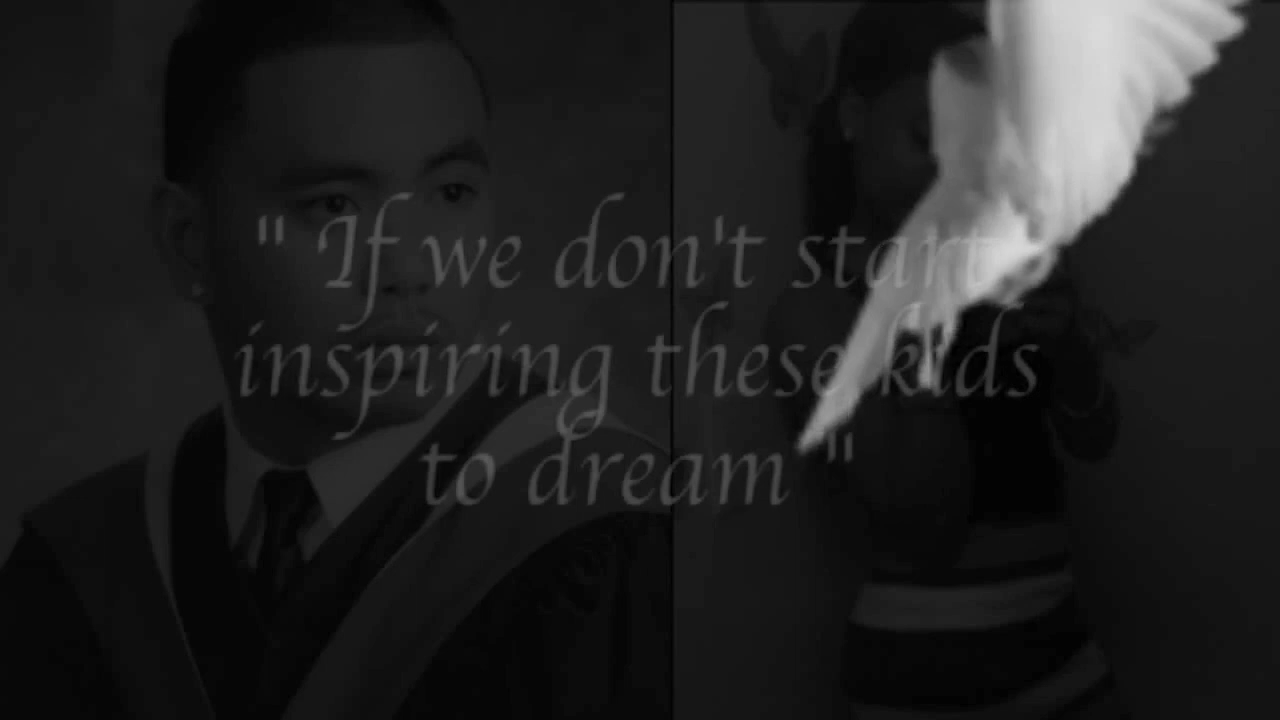 " If we don't start
inspiring these kids
to dream "